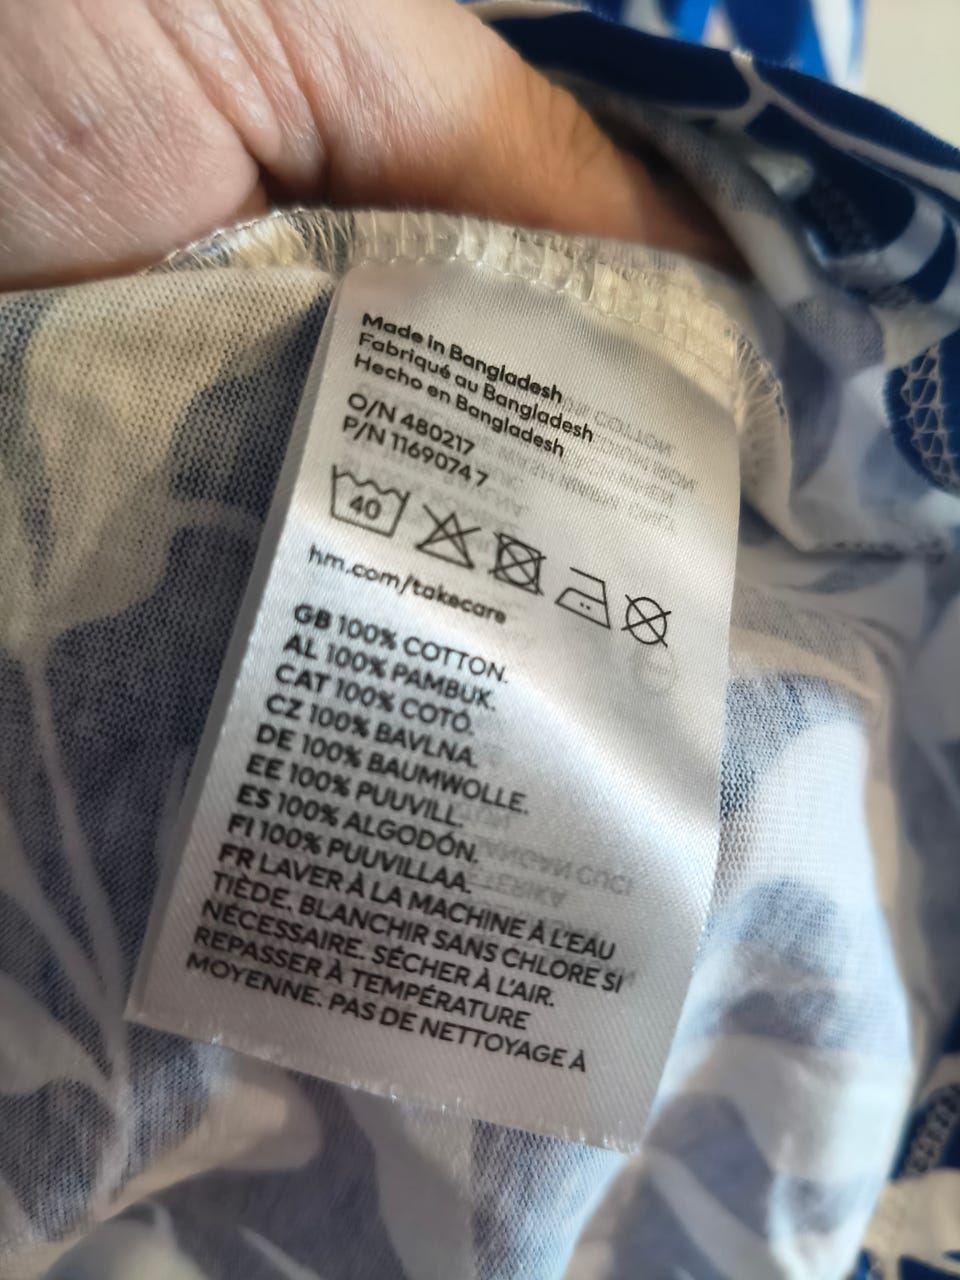 Made in Bangladesh
Fabriqué au Bangladesh
Hecho en Bangladesh
O/N 480217
P/N 11690747
40
hm.com/takecare
GB 100% COTTON.
AL 100% PAMBUK.
CAT 100% COTÓ.
CZ 100% BAVLNA.
DE 100% BAUMWOLLE.
EE 100% PUUVILL.
ES 100% ALGODÓN.
FI 100% PUUVILLAA.
FR LAVER À LA MACHINE À L'EAU
TIÈDE. BLANCHIR SANS CHLORE SI
NÉCESSAIRE. SÉCHER À L'AIR.
REPASSER À TEMPÉRATURE
MOYENNE. PAS DE NETTOYAGE À